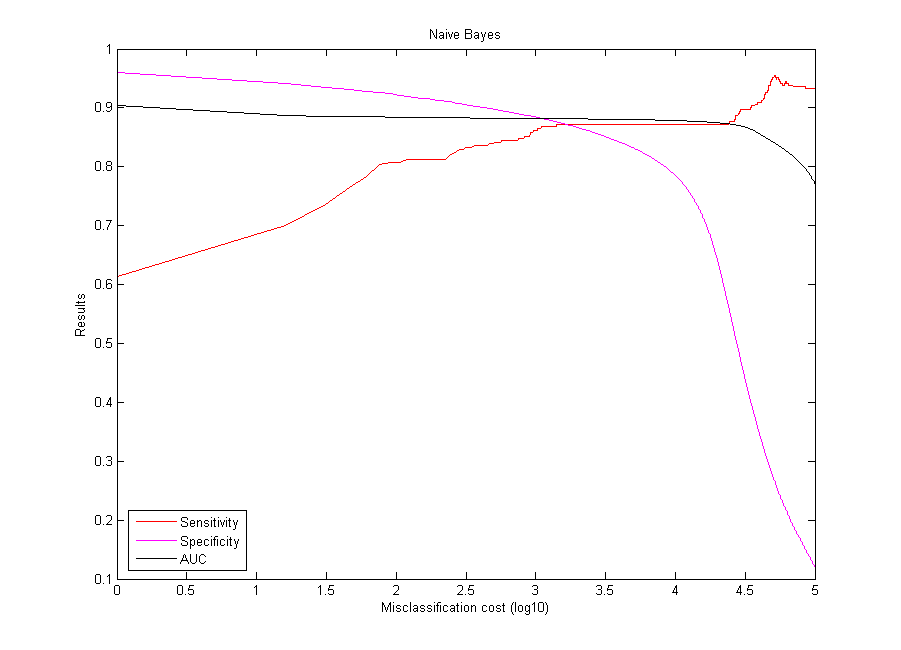 Naive Bayes
1
0.9
0.8
0.7
0.6
0.5
0.4
0.3
0.2
0.1
Results
Sensitivity
Specificity
AUC
0 0.5 1 1.5 2 2.5 3 3.5 4 4.5 5
Misclassification cost (log10)